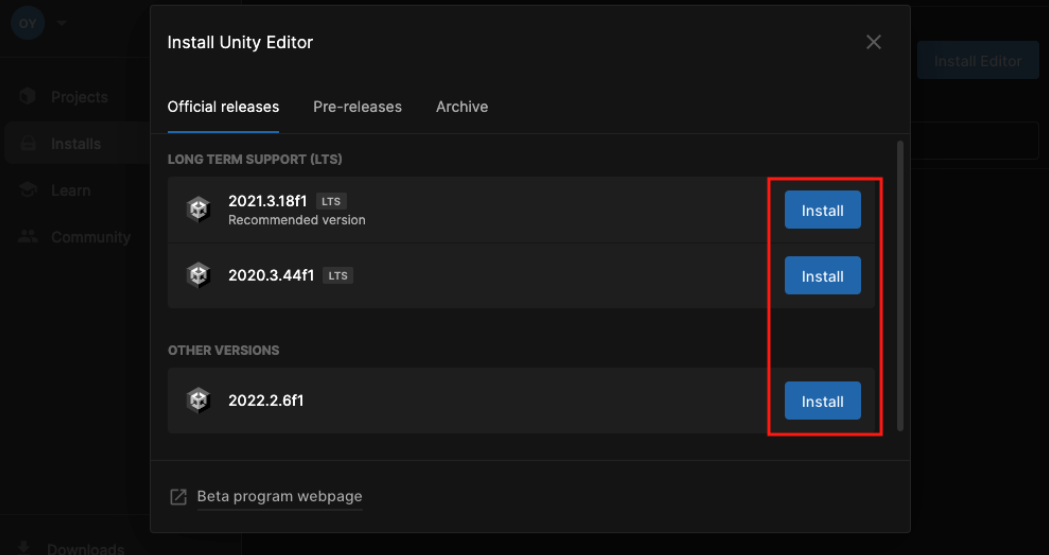 OY
Install Unity Editor
Install Editor
Projects
Official releases
Pre-releases
Archive
Installs
LONG TERM SUPPORT (LTS)
Learn
2021.3.18f1 LTS
Recommended version
Install
Community
2020.3.44f1 LTS
Install
OTHER VERSIONS
2022.2.6f1
Install
Beta program webpage
Downloads